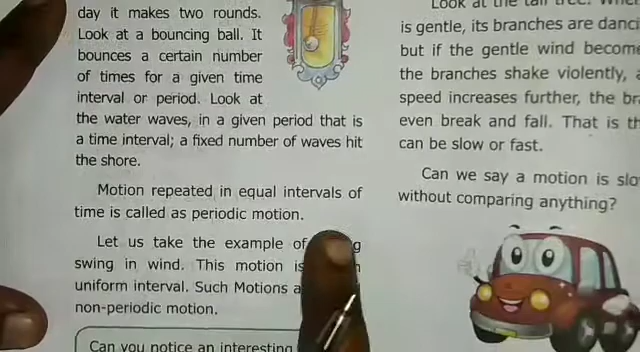 day it makes two rounds.
Look at a bouncing ball. It
bounces a certain number
of times for a given time
interval or period. Look at
the water waves, in a given period that is
a time interval; a fixed number of waves hit
the shore.
Motion repeated in equal intervals of
time is called as periodic motion.
Let us take the example of
swing in wind. This motion is
uniform interval. Such Motions
non-periodic motion.
Can you notice an interesting
Look at the tall tree.
is gentle, its branches are
but if the gentle wind
the branches shake violently,
speed increases further, the
even break and fall. That is
can be slow or fast.
Can we say a motion is
without comparing anything?